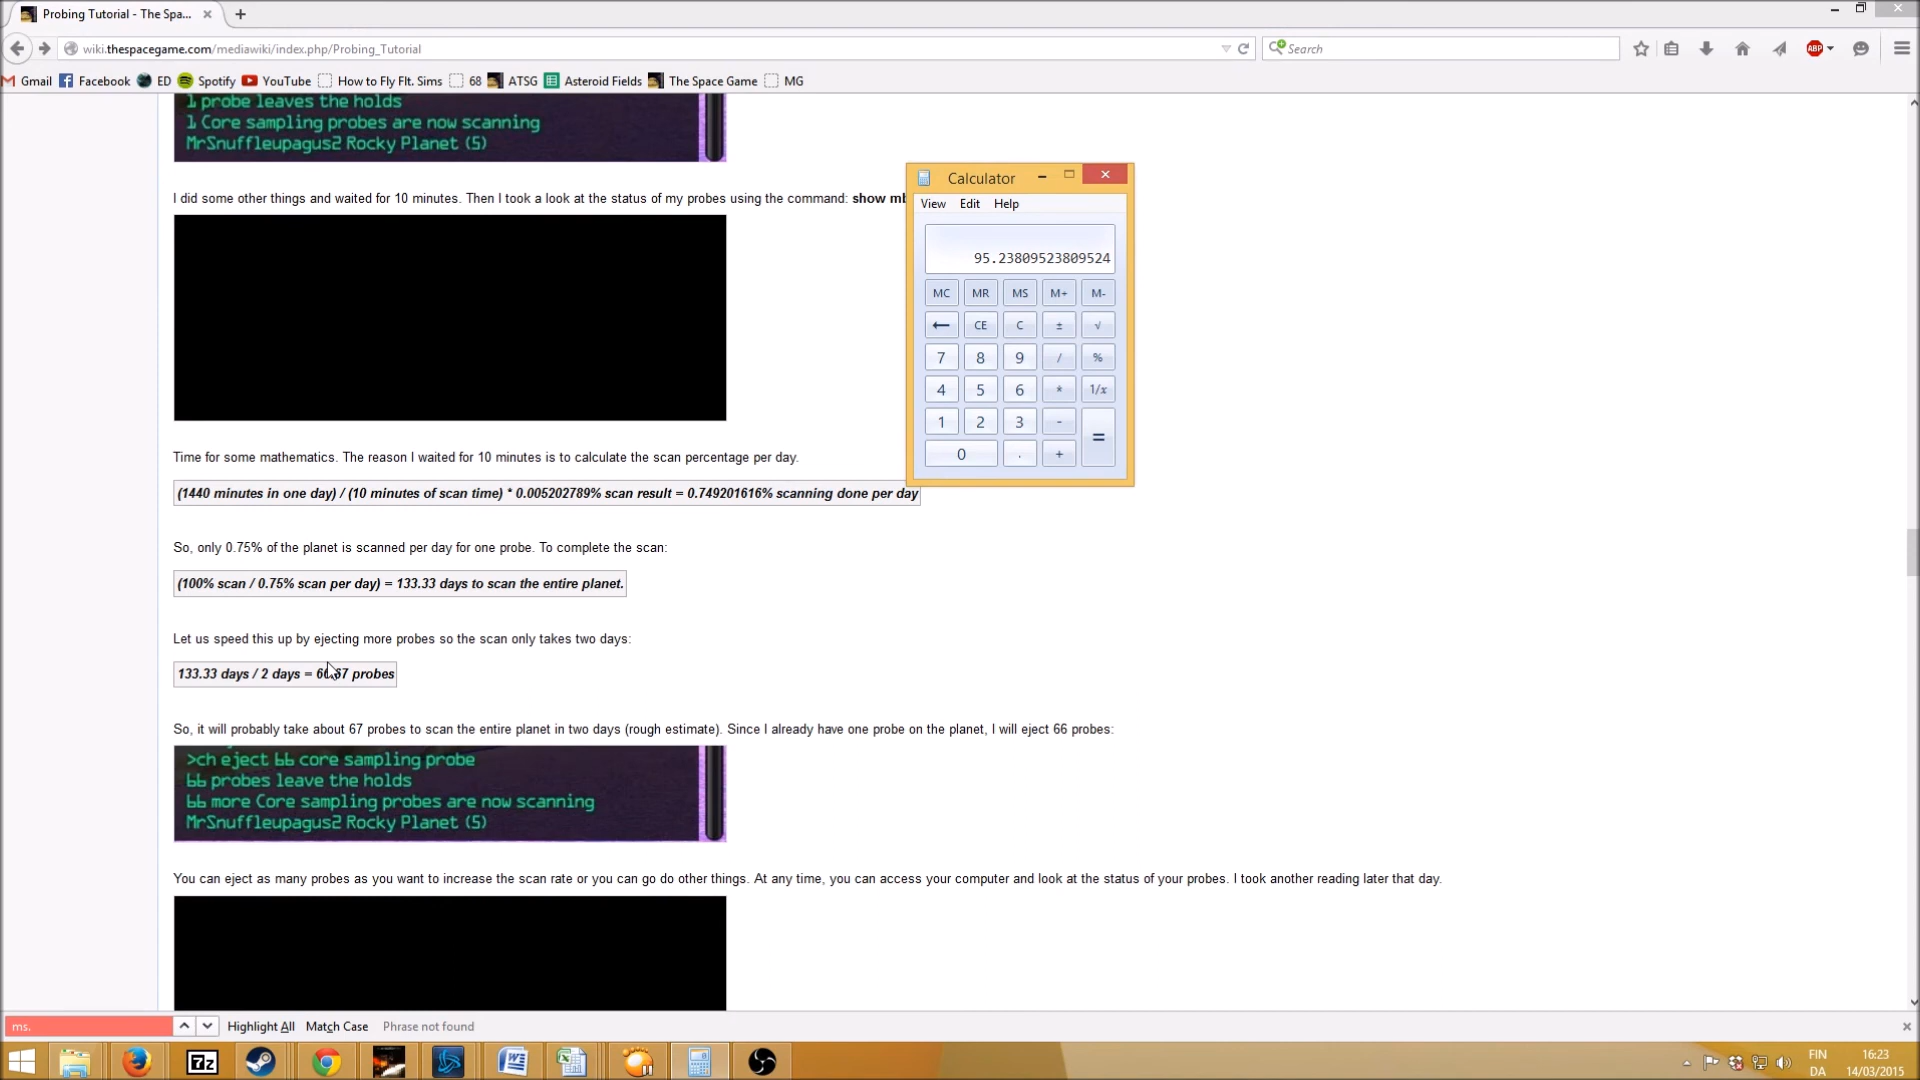 Probing Tutorial - The Spa...
wiki.thespacegame.com/mediawiki/index.php/Probing_Tutorial
Search
ABP
Gmail Facebook ED Spotify YouTube How to Fly Flt. Sims 68 ATSG Asteroid Fields The Space Game MG
1 probe leaves the holds
1 Core sampling probes are now scanning
MrSnuffleupagus2 Rocky Planet (5)
I did some other things and waited for 10 minutes. Then I took a look at the status of my probes using the command: show
Calculator
View Edit Help
95.23809523809524
MC MR MS M+ M-
← CE C ± √
7 8 9 / %
4 5 6 * 1/x
1 2 3 - =
0 . +
Time for some mathematics. The reason I waited for 10 minutes is to calculate the scan percentage per day.
(1440 minutes in one day) / (10 minutes of scan time) * 0.005202789% scan result = 0.749201616% scanning done per day
So, only 0.75% of the planet is scanned per day for one probe. To complete the scan:
(100% scan / 0.75% scan per day) = 133.33 days to scan the entire planet.
Let us speed this up by ejecting more probes so the scan only takes two days:
133.33 days / 2 days = 66.67 probes
So, it will probably take about 67 probes to scan the entire planet in two days (rough estimate). Since I already have one probe on the planet, I will eject 66 probes:
>ch eject 66 core sampling probe
66 probes leave the holds
66 more Core sampling probes are now scanning
MrSnuffleupagus2 Rocky Planet (5)
You can eject as many probes as you want to increase the scan rate or you can go do other things. At any time, you can access your computer and look at the status of your probes. I took another reading later that day.
ms.
Highlight All Match Case Phrase not found
7z
FIN
DA
16:23
14/03/2015